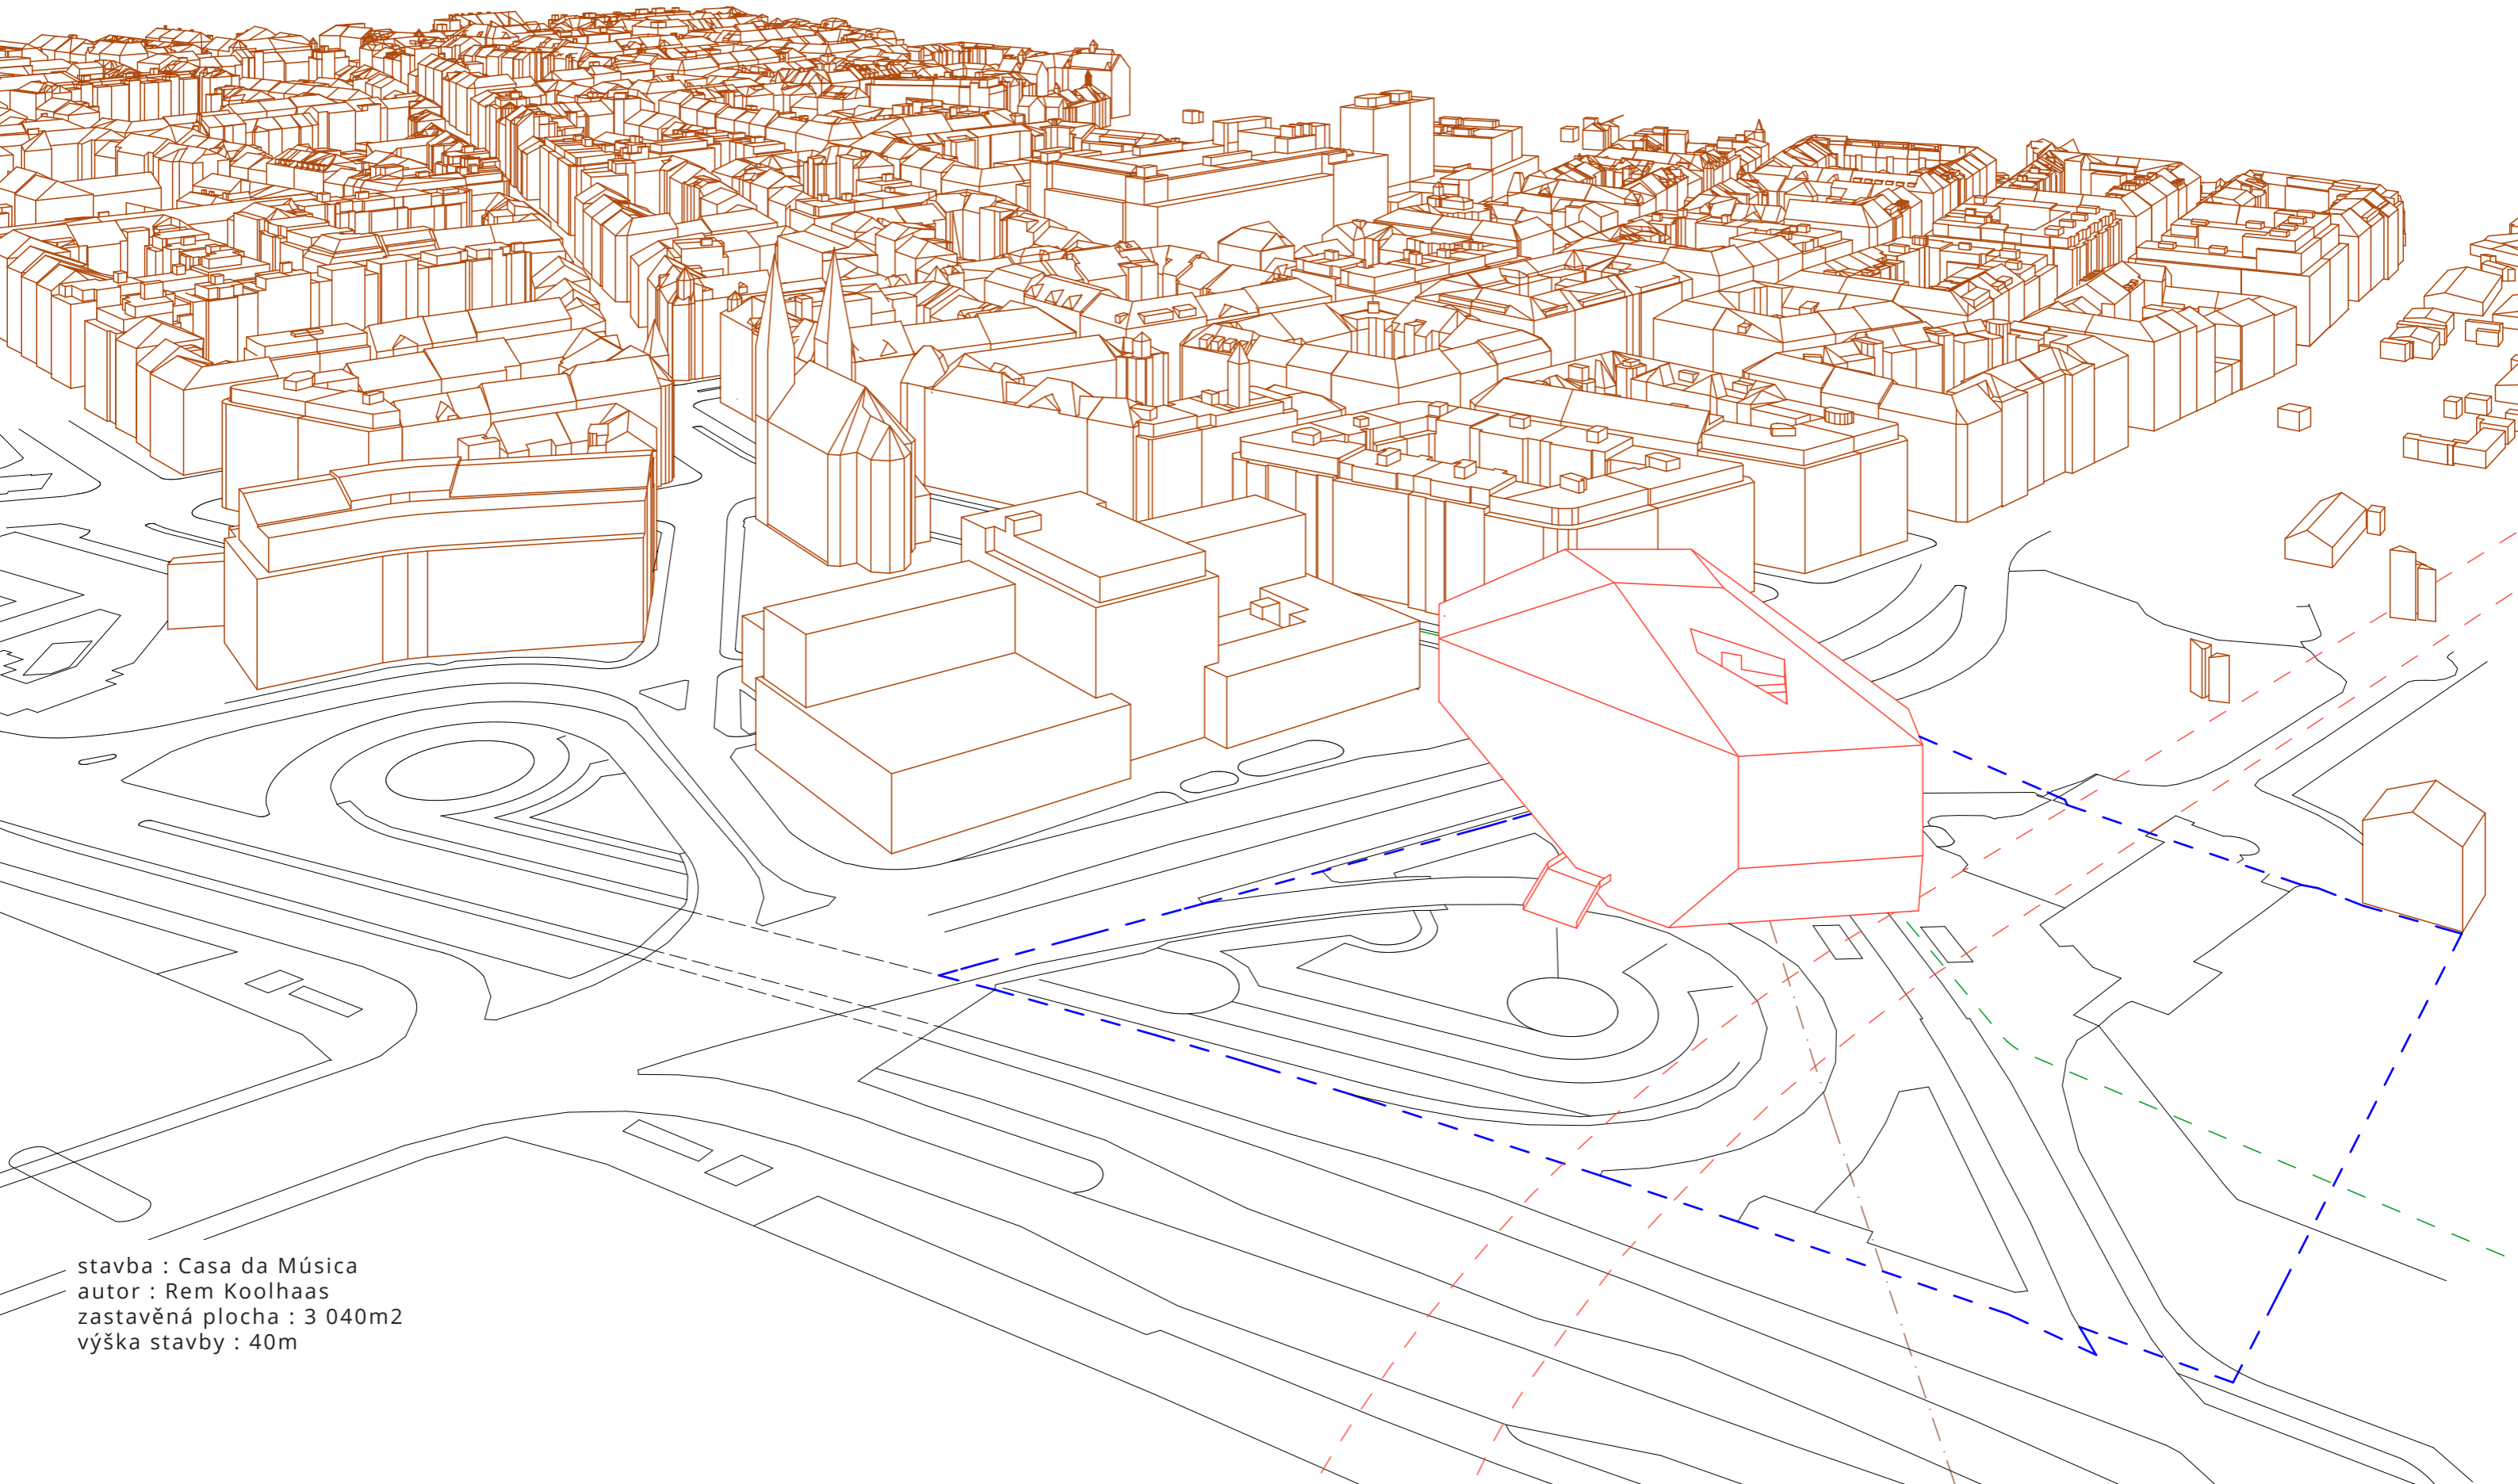 stavba : Casa da Música
autor : Rem Koolhaas
zastavěná plocha : 3 040m2
výška stavby : 40m